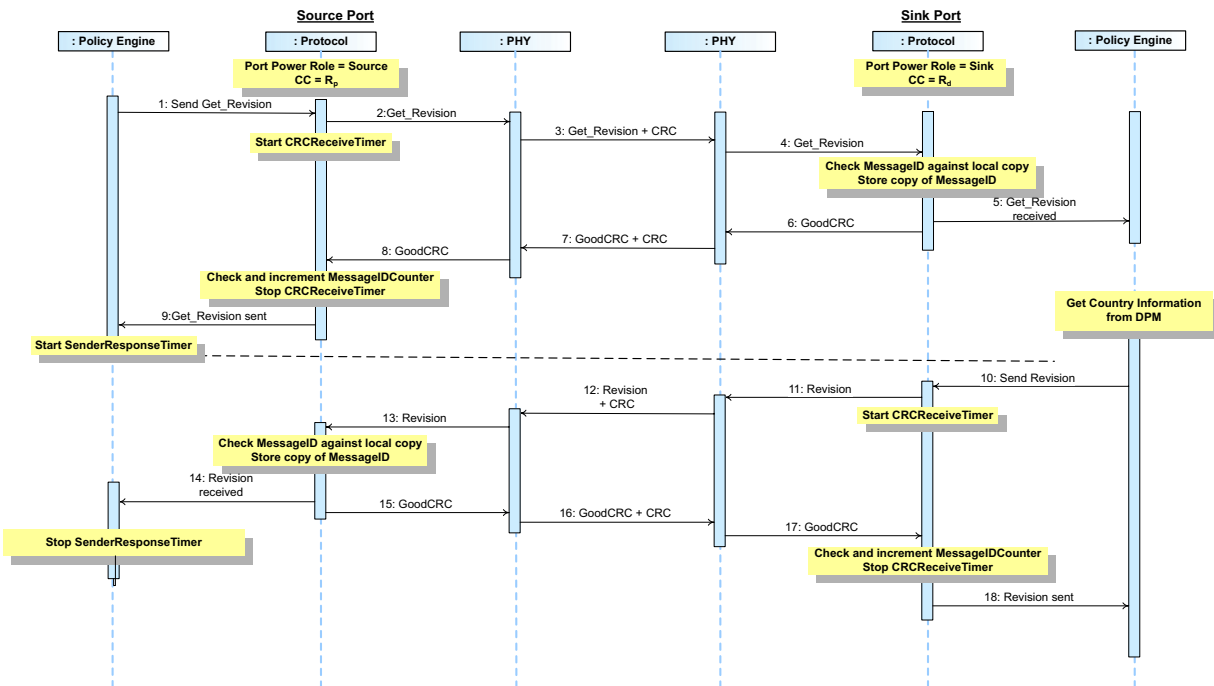 Source Port
Sink Port
: Policy Engine
: Protocol
: PHY
: PHY
: Protocol
: Policy Engine
Port Power Role = Source
CC = Rp
Port Power Role = Sink
CC = Rd
1: Send Get_Revision
2:Get_Revision
Start CRCReceiveTimer
3: Get_Revision + CRC
4: Get_Revision
Check MessageID against local copy
Store copy of MessageID
5: Get_Revision
received
6: GoodCRC
7: GoodCRC + CRC
8: GoodCRC
Check and increment MessageIDCounter
Stop CRCReceiveTimer
9:Get_Revision sent
Start SenderResponseTimer
Get Country Information
from DPM
10: Send Revision
11: Revision
Start CRCReceiveTimer
12: Revision
+ CRC
13: Revision
Check MessageID against local copy
Store copy of MessageID
14: Revision
received
15: GoodCRC
16: GoodCRC + CRC
17: GoodCRC
Stop SenderResponseTimer
Check and increment MessageIDCounter
Stop CRCReceiveTimer
18: Revision sent